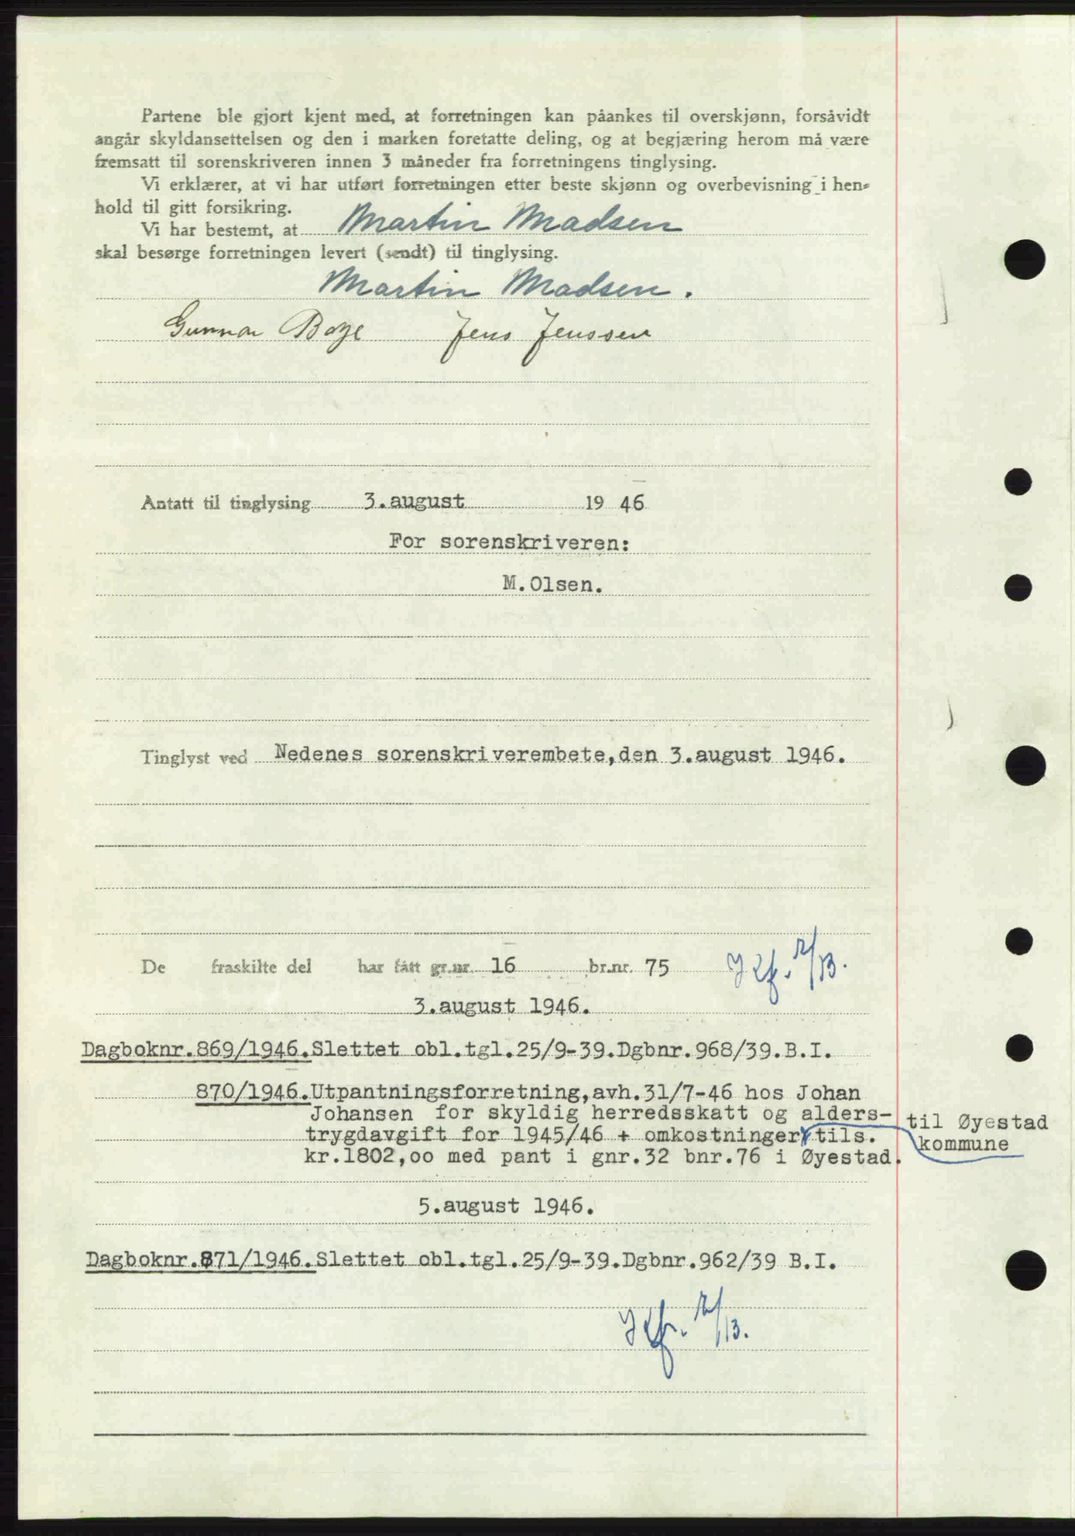 Partene ble gjort kjent med, at forretningen kan påankes til overskjønn, forsåvidt
angår skyldansettelsen og den i marken foretatte deling, og at begjæring herom må være
fremsatt til sorenskriveren innen 3 måneder fra forretningens tinglysing.
Vi erklærer, at vi har utført forretningen etter beste skjønn og overbevisning i hen-
hold til gitt forsikring.
Vi har bestemt, at Martin Madsen
skal besørge forretningen levert (sendt) til tinglysing.
Martin Madsen.
Gunnar Boye Jens Jenssen
Antatt til tinglysing 3.august 19 46
For sorenskriveren:
M.Olsen.
Tinglyst ved Nedenes sorenskriverembete,den 3.august 1946.
De fraskilte del har fått gr.nr. 16 br.nr. 75
3.august 1946.
Dagboknr.869/1946.Slettet obl.tgl.25/9-39.Dgbnr.968/39.B.I.
870/1946.Utpantningsforretning,avh.31/7-46 hos Johan
Johansen for skyldig herredsskatt og alders-
trygdavgift for 1945/46 + omkostninger tils.
til Øyestad
kommune
kr.1802,oo med pant i gnr.32 bnr.76 i Øyestad.
5.august 1946.
Dagboknr.871/1946.Slettet obl.tgl.25/9-39.Dgbnr.962/39 B.I.